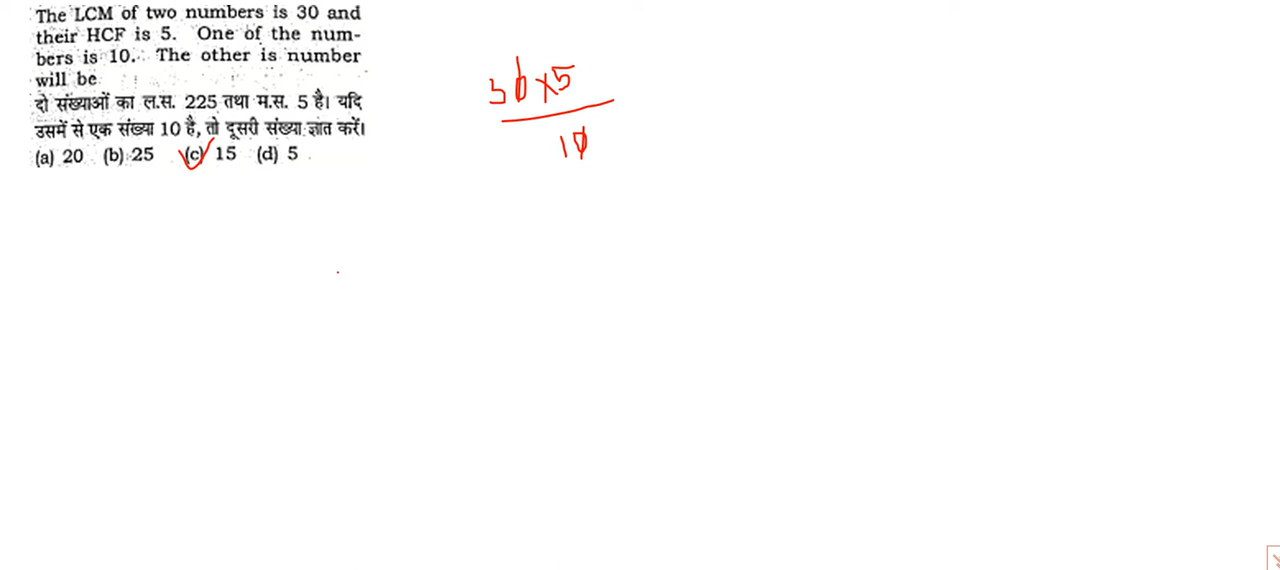 The LCM of two numbers is 30 and
their HCF is 5. One of the num-
bers is 10. The other is number
will be
दो संख्याओं का ल.स. 225 तथा म.स. 5 है। यदि
उसमें से एक संख्या 10 है, तो दूसरी संख्या ज्ञात करें।
(a) 20 (b) 25 (c) 15 (d) 5
30 x 5
10